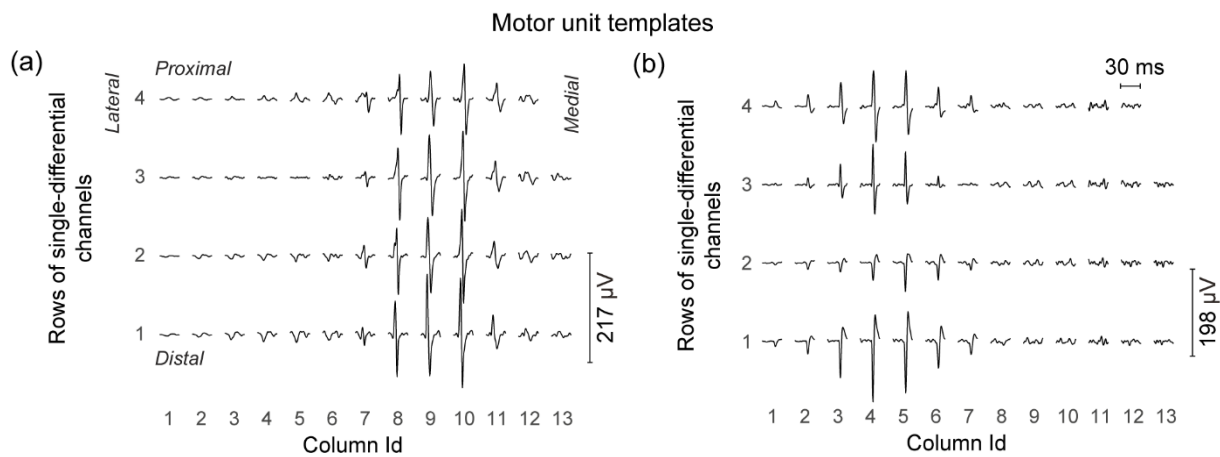 Motor unit templates
(a)
Lateral
Proximal
Medial
Rows of single-differential
channels
4
3
2
1
Distal
217 µV
1 2 3 4 5 6 7 8 9 10 11 12 13
Column Id
(b)
30 ms
Rows of single-differential
channels
4
3
2
1
198 µV
1 2 3 4 5 6 7 8 9 10 11 12 13
Column Id